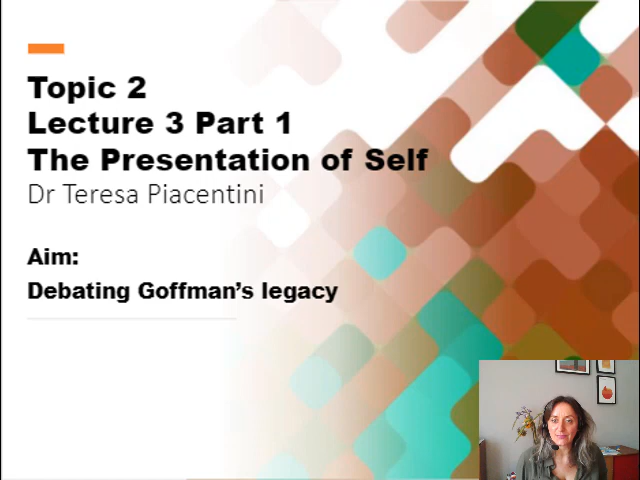 Topic 2
Lecture 3 Part 1
The Presentation of Self
Dr Teresa Piacentini
Aim:
Debating Goffman’s legacy